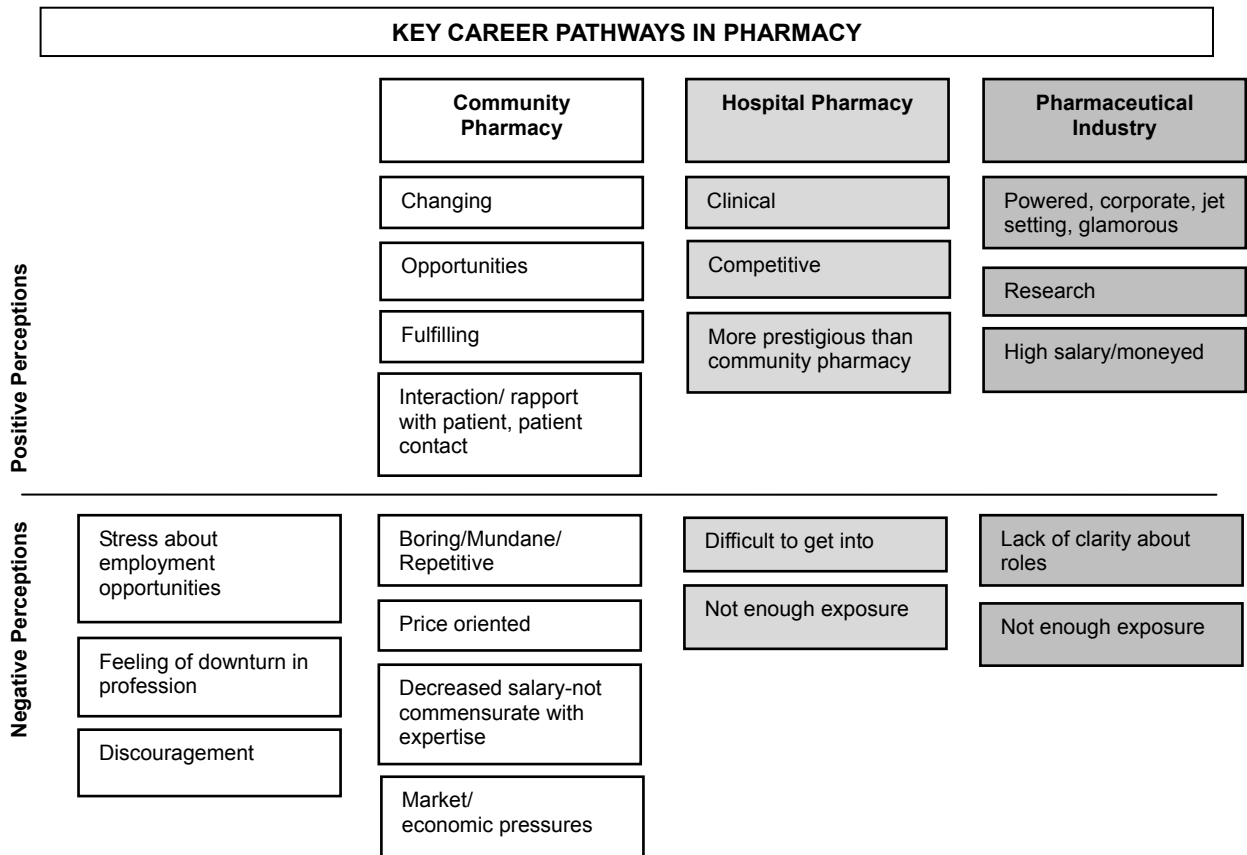 KEY CAREER PATHWAYS IN PHARMACY
Community
Pharmacy
Hospital Pharmacy
Pharmaceutical
Industry
Positive Perceptions
Changing
Opportunities
Fulfilling
Interaction/ rapport
with patient, patient
contact
Clinical
Competitive
More prestigious than
community pharmacy
Powered, corporate, jet
setting, glamorous
Research
High salary/moneyed
Negative Perceptions
Stress about
employment
opportunities
Feeling of downturn in
profession
Discouragement
Boring/Mundane/
Repetitive
Price oriented
Decreased salary-not
commensurate with
expertise
Market/
economic pressures
Difficult to get into
Not enough exposure
Lack of clarity about
roles
Not enough exposure